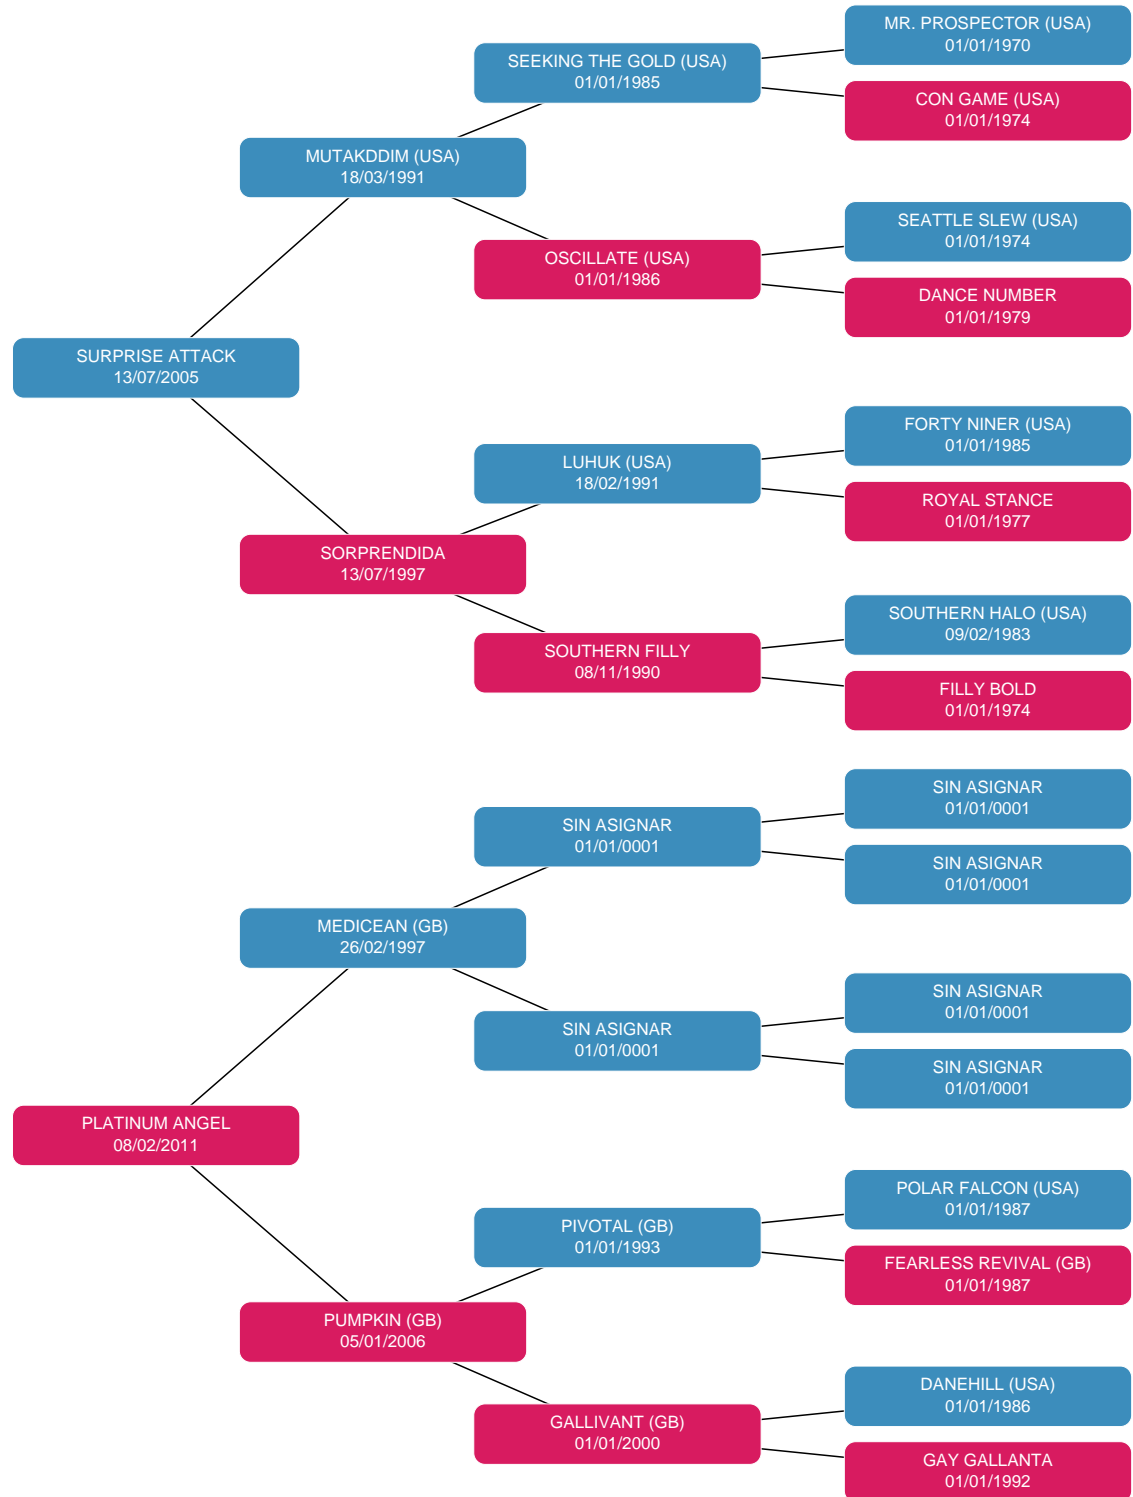 MR. PROSPECTOR (USA)
01/01/1970
SEEKING THE GOLD (USA)
01/01/1985
CON GAME (USA)
01/01/1974
MUTAKDDIM (USA)
18/03/1991
SEATTLE SLEW (USA)
01/01/1974
OSCILLATE (USA)
01/01/1986
DANCE NUMBER
01/01/1979
SURPRISE ATTACK
13/07/2005
FORTY NINER (USA)
01/01/1985
LUHUK (USA)
18/02/1991
ROYAL STANCE
01/01/1977
SORPRENDIDA
13/07/1997
SOUTHERN HALO (USA)
09/02/1983
SOUTHERN FILLY
08/11/1990
FILLY BOLD
01/01/1974
SIN ASIGNAR
01/01/0001
SIN ASIGNAR
01/01/0001
SIN ASIGNAR
01/01/0001
MEDICEAN (GB)
26/02/1997
SIN ASIGNAR
01/01/0001
SIN ASIGNAR
01/01/0001
SIN ASIGNAR
01/01/0001
PLATINUM ANGEL
08/02/2011
POLAR FALCON (USA)
01/01/1987
PIVOTAL (GB)
01/01/1993
FEARLESS REVIVAL (GB)
01/01/1987
PUMPKIN (GB)
05/01/2006
DANEHILL (USA)
01/01/1986
GALLIVANT (GB)
01/01/2000
GAY GALLANTA
01/01/1992